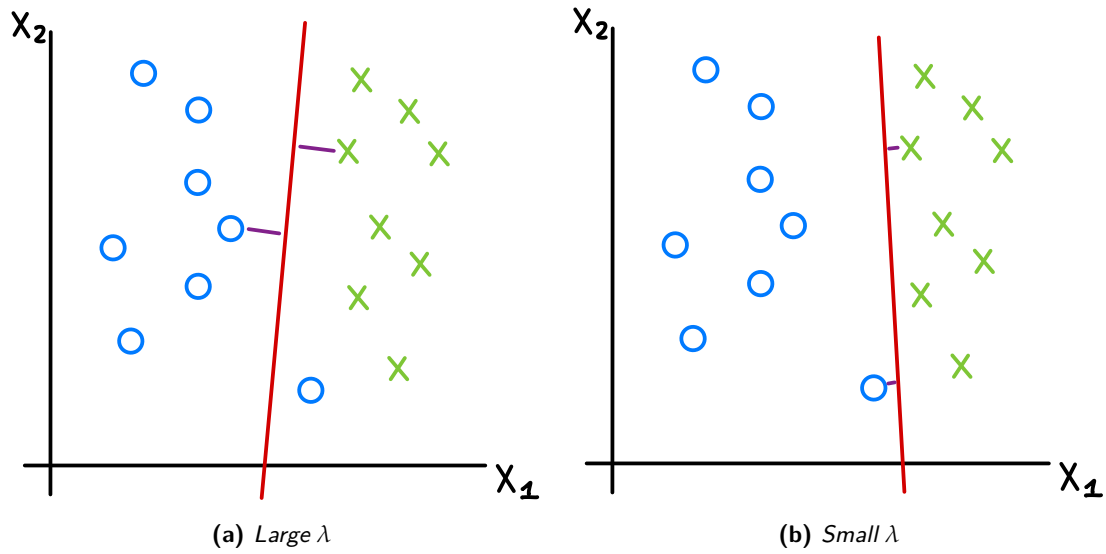 X₂
X₁
(a) Large λ
X₂
X₁
(b) Small λ